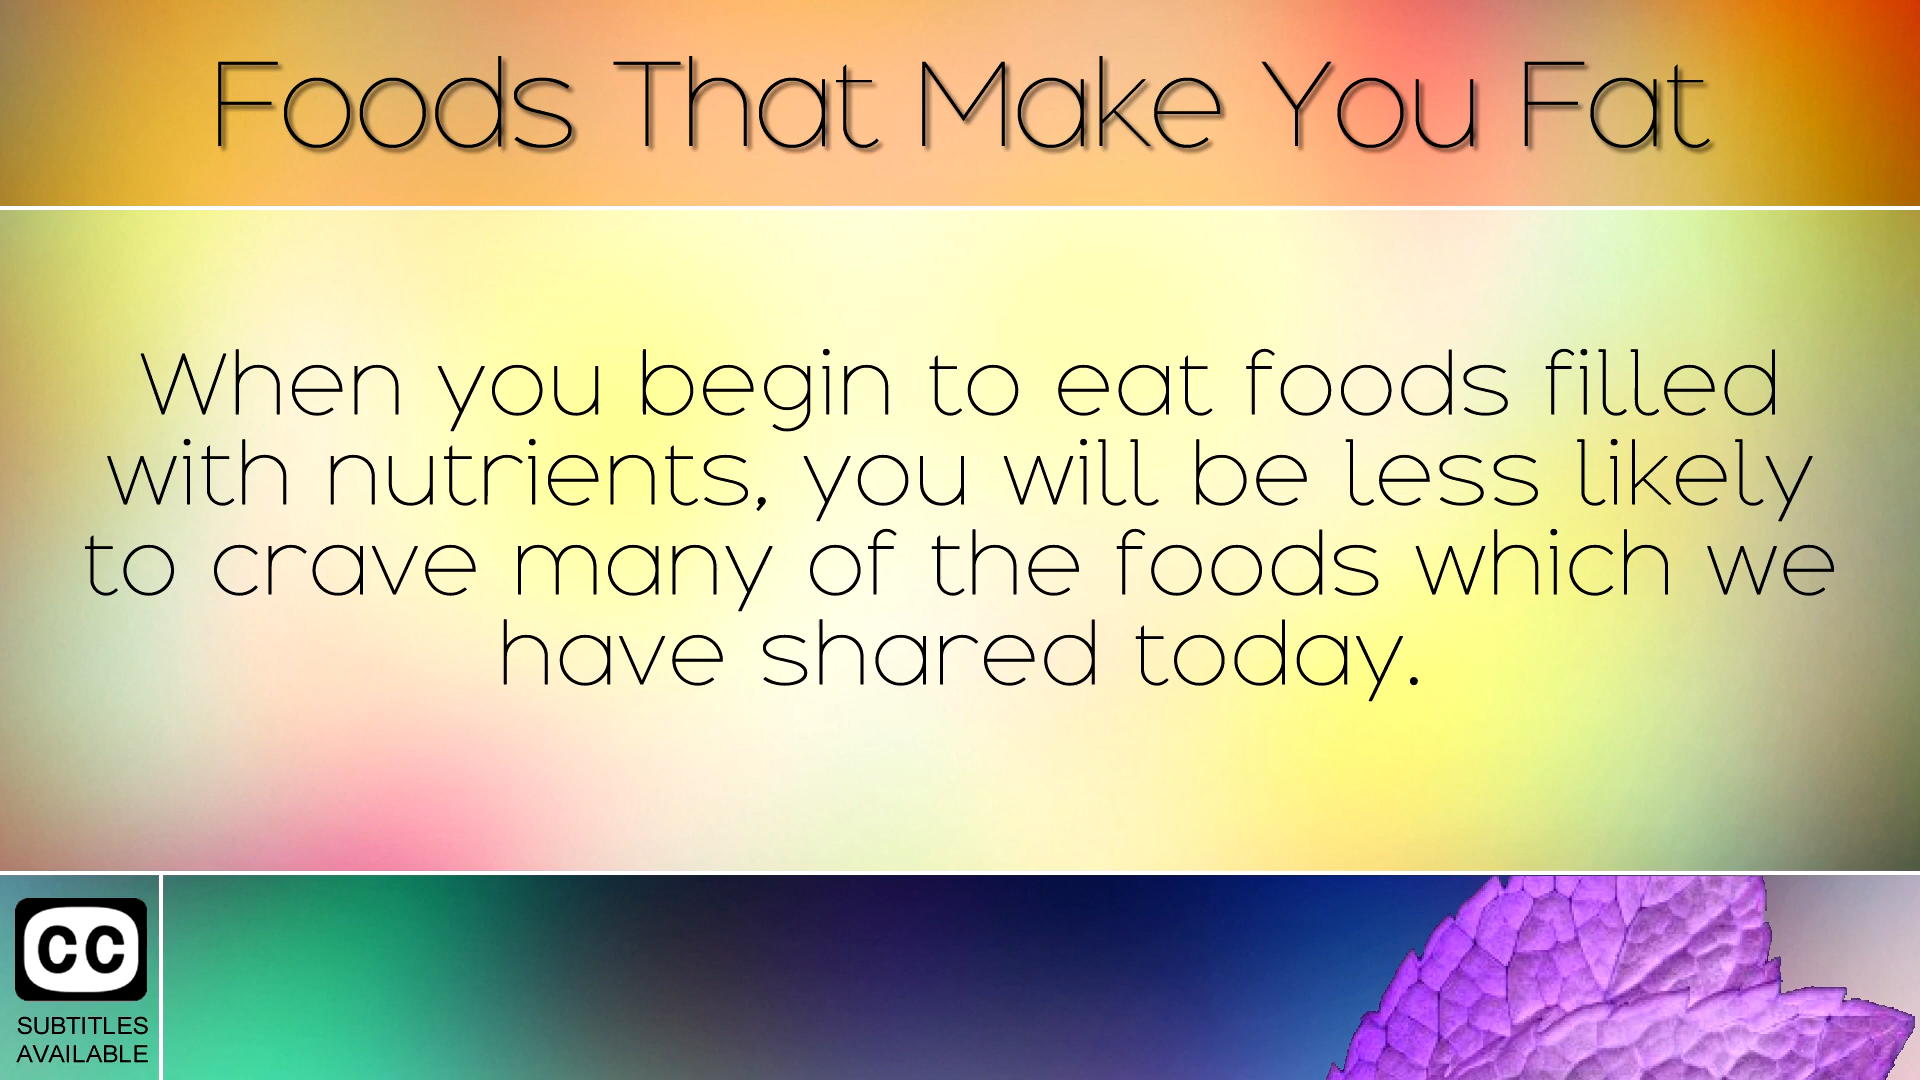 Foods That Make You Fat
When you begin to eat foods filled
with nutrients, you will be less likely
to crave many of the foods which we
have shared today.
CC
SUBTITLES
AVAILABLE